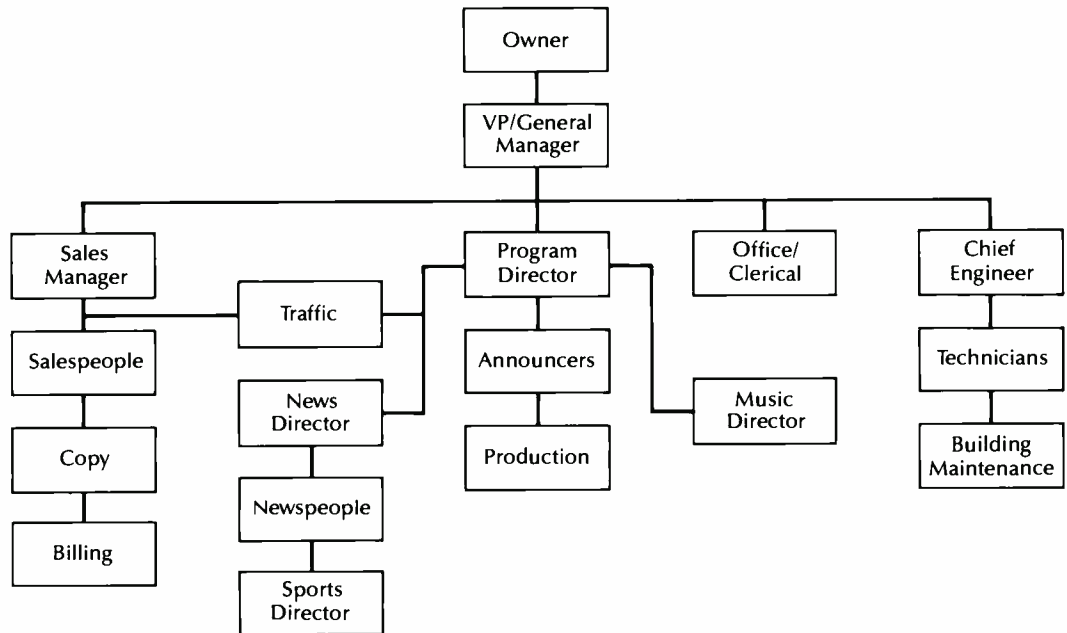 Owner
VP/General
Manager
Sales
Manager
Program
Director
Office/
Clerical
Chief
Engineer
Traffic
Salespeople
Announcers
Technicians
News
Director
Music
Director
Copy
Production
Building
Maintenance
Newspeople
Billing
Sports
Director